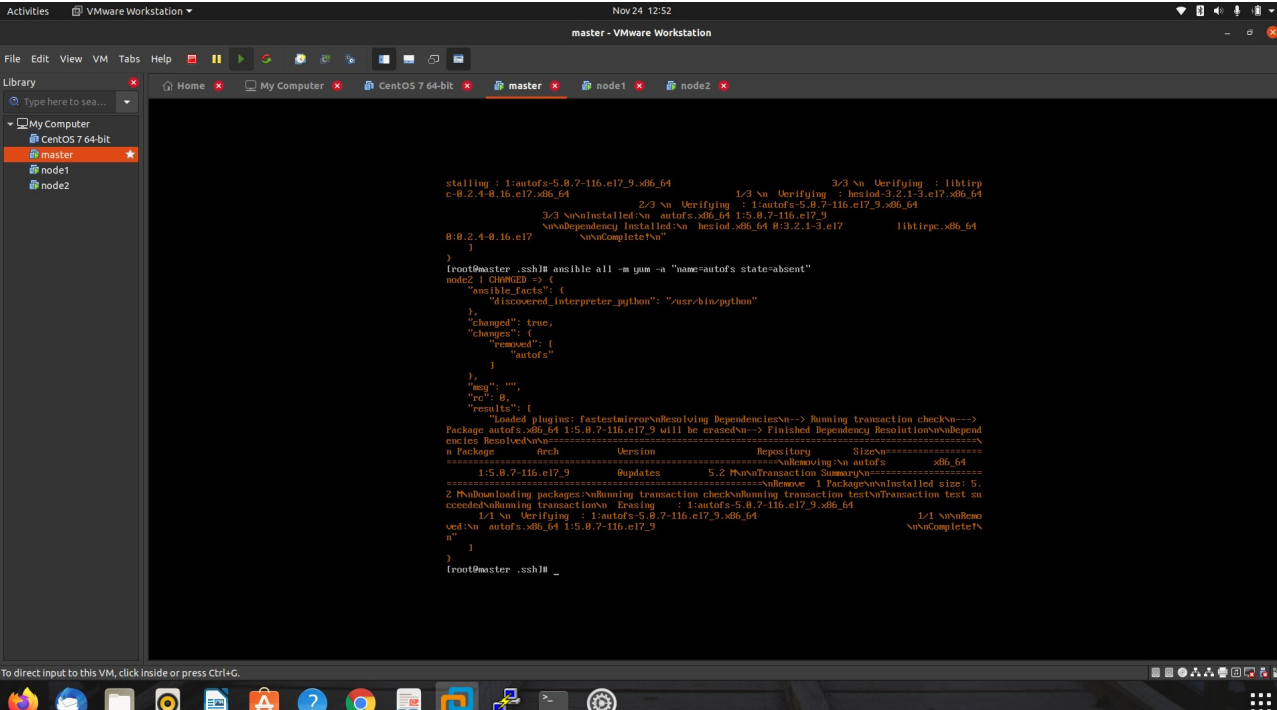 Activities VMware Workstation Nov 24 12:52
master - VMware Workstation
File Edit View VM Tabs Help
Library
Type here to sea...
My Computer
CentOS 7 64-bit
master
node1
node2
Home My Computer CentOS 7 64-bit master node1 node2
stalling : 1:autofs-5.0.7-116.el7_9.x86_64 3/3 \n Verifying : libtirp
c-0.2.4-0.16.el7.x86_64 1/3 \n Verifying : hesiod-3.2.1-3.el7.x86_64
2/3 \n Verifying : 1:autofs-5.0.7-116.el7_9.x86_64
3/3 \n\nInstalled:\n autofs.x86_64 1:5.0.7-116.el7_9
\n\nDependency Installed:\n hesiod.x86_64 0:3.2.1-3.el7 libtirpc.x86_64
0:0.2.4-0.16.el7 \n\nComplete!\n"
]
}
[root@master .ssh]# ansible all -m yum -a "name=autofs state=absent"
node2 | CHANGED => {
"ansible_facts": {
"discovered_interpreter_python": "/usr/bin/python"
},
"changed": true,
"changes": {
"removed": [
"autofs"
]
},
"msg": "",
"rc": 0,
"results": [
"Loaded plugins: fastestmirror\nResolving Dependencies\n--> Running transaction check\n--->
Package autofs.x86_64 1:5.0.7-116.el7_9 will be erased\n--> Finished Dependency Resolution\n\nDepend
encies Resolved\n\n================================================================================\
n Package Arch Version Repository Size\n==================
==============================================================\nRemoving:\n autofs x86_64
1:5.0.7-116.el7_9 @updates 5.2 M\n\nTransaction Summary\n=====================
===========================================================\nRemove 1 Package\n\nInstalled size: 5.
2 M\nDownloading packages:\nRunning transaction check\nRunning transaction test\nTransaction test su
cceeded\nRunning transaction\n Erasing : 1:autofs-5.0.7-116.el7_9.x86_64
1/1 \n Verifying : 1:autofs-5.0.7-116.el7_9.x86_64 1/1 \n\nRemo
ved:\n autofs.x86_64 1:5.0.7-116.el7_9 \n\nComplete!\
n"
]
}
[root@master .ssh]# _
To direct input to this VM, click inside or press Ctrl+G.